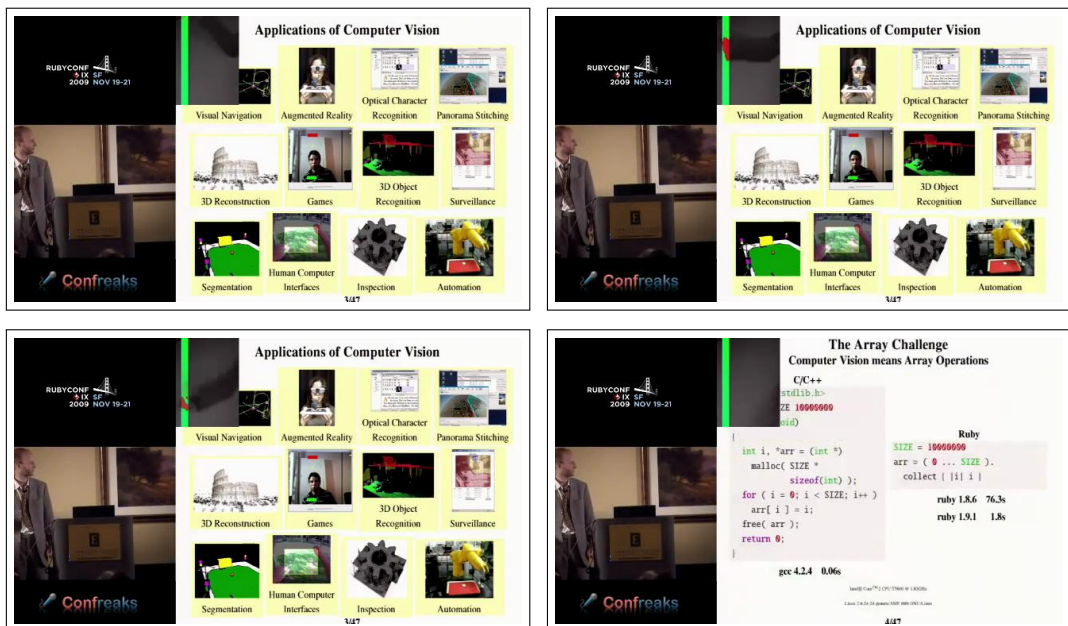 RUBYCONF
IX SF
2009 NOV 19-21
Confreaks
Applications of Computer Vision
Visual Navigation
Augmented Reality
Optical Character
Recognition
Panorama Stitching
3D Reconstruction
Games
3D Object
Recognition
Surveillance
Segmentation
Human Computer
Interfaces
Inspection
Automation
3/47
RUBYCONF
IX SF
2009 NOV 19-21
Confreaks
Applications of Computer Vision
Visual Navigation
Augmented Reality
Optical Character
Recognition
Panorama Stitching
3D Reconstruction
Games
3D Object
Recognition
Surveillance
Segmentation
Human Computer
Interfaces
Inspection
Automation
3/47
RUBYCONF
IX SF
2009 NOV 19-21
Confreaks
Applications of Computer Vision
Visual Navigation
Augmented Reality
Optical Character
Recognition
Panorama Stitching
3D Reconstruction
Games
3D Object
Recognition
Surveillance
Segmentation
Human Computer
Interfaces
Inspection
Automation
3/47
RUBYCONF
IX SF
2009 NOV 19-21
Confreaks
The Array Challenge
Computer Vision means Array Operations
C/C++
stdlib.h>
ZE 10000000
oid)
{
int i, *arr = (int *)
malloc( SIZE *
sizeof(int) );
for ( i = 0; i < SIZE; i++ )
arr[ i ] = i;
free( arr );
return 0;
}
gcc 4.2.4 0.06s
Ruby
SIZE = 10000000
arr = ( 0 ... SIZE ).
collect { |i| i }
ruby 1.8.6 76.3s
ruby 1.9.1 1.8s
4/47